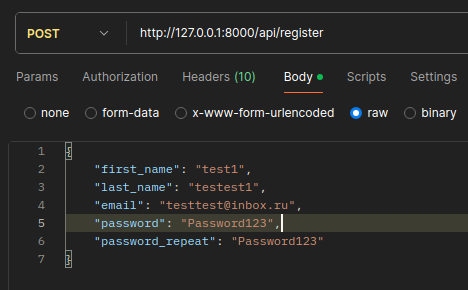 POST http://127.0.0.1:8000/api/register
Params Authorization Headers (10) Body Scripts Settings
none form-data x-www-form-urlencoded raw binary
1 {
2 "first_name": "test1",
3 "last_name": "testest1",
4 "email": "testtest@inbox.ru",
5 "password": "Password123",
6 "password_repeat": "Password123"
7 }